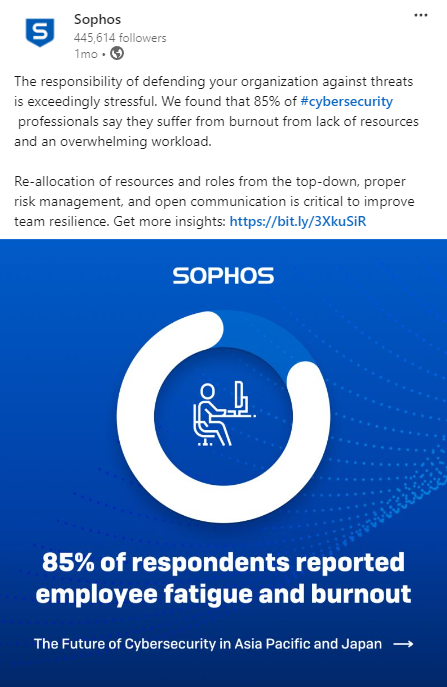 Sophos
445,614 followers
1mo •
The responsibility of defending your organization against threats
is exceedingly stressful. We found that 85% of #cybersecurity
professionals say they suffer from burnout from lack of resources
and an overwhelming workload.
Re-allocation of resources and roles from the top-down, proper
risk management, and open communication is critical to improve
team resilience. Get more insights: https://bit.ly/3XkuSiR
SOPHOS
85% of respondents reported
employee fatigue and burnout
The Future of Cybersecurity in Asia Pacific and Japan →